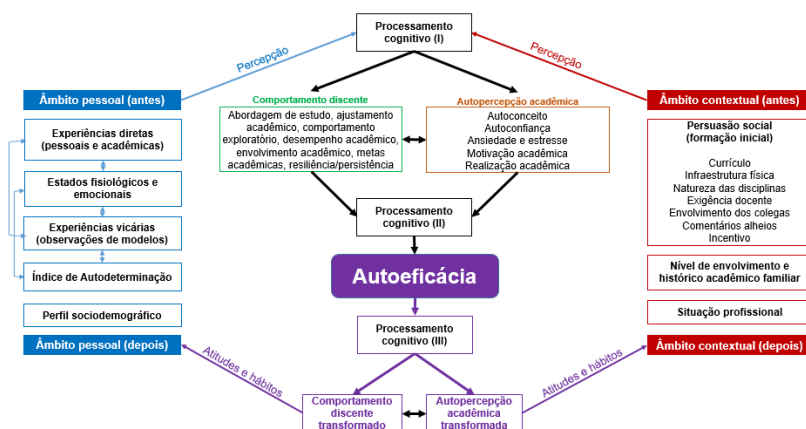 Processamento
cognitivo (I)
Percepção
Percepção
Âmbito pessoal (antes)
Experiências diretas
(pessoais e acadêmicas)
Estados fisiológicos e
emocionais
Experiências vicárias
(observações de modelos)
Índice de Autodeterminação
Perfil sociodemográfico
Âmbito pessoal (depois)
Comportamento discente
Abordagem de estudo, ajustamento
acadêmico, comportamento
exploratório, desempenho acadêmico,
envolvimento acadêmico, metas
acadêmicas, resiliência/persistência
Autopercepção acadêmica
Autoconceito
Autoconfiança
Ansiedade e estresse
Motivação acadêmica
Realização acadêmica
Processamento
cognitivo (II)
Autoeficácia
Processamento
cognitivo (III)
Âmbito contextual (antes)
Persuasão social
(formação inicial)
Currículo
Infraestrutura física
Natureza das disciplinas
Exigência docente
Envolvimento dos colegas
Comentários alheios
Incentivo
Nível de envolvimento e
histórico acadêmico familiar
Situação profissional
Âmbito contextual (depois)
Atitudes e hábitos
Atitudes e hábitos
Comportamento
discente
transformado
Autopercepção
acadêmica
transformada